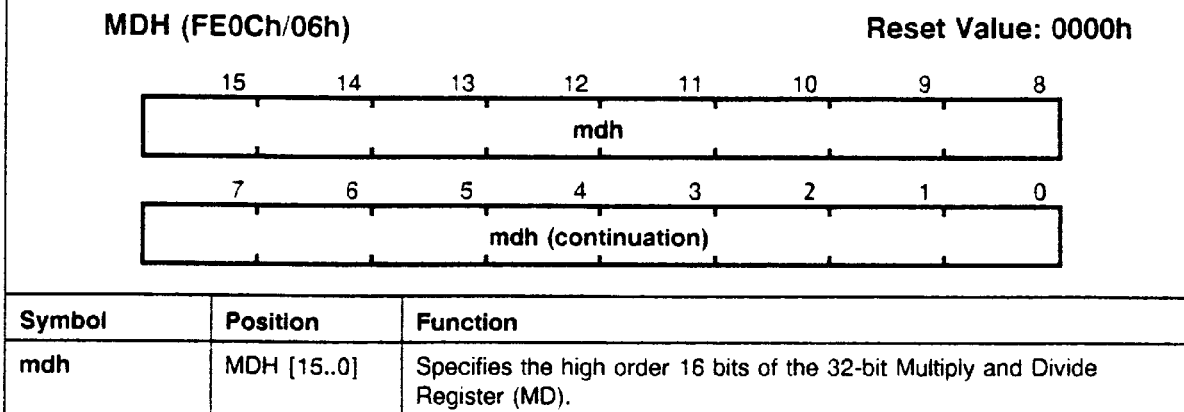 MDH (FE0Ch/06h) Reset Value: 0000h
15 14 13 12 11 10 9 8
mdh
7 6 5 4 3 2 1 0
mdh (continuation)
Symbol Position Function
mdh MDH [15..0] Specifies the high order 16 bits of the 32-bit Multiply and Divide
Register (MD).